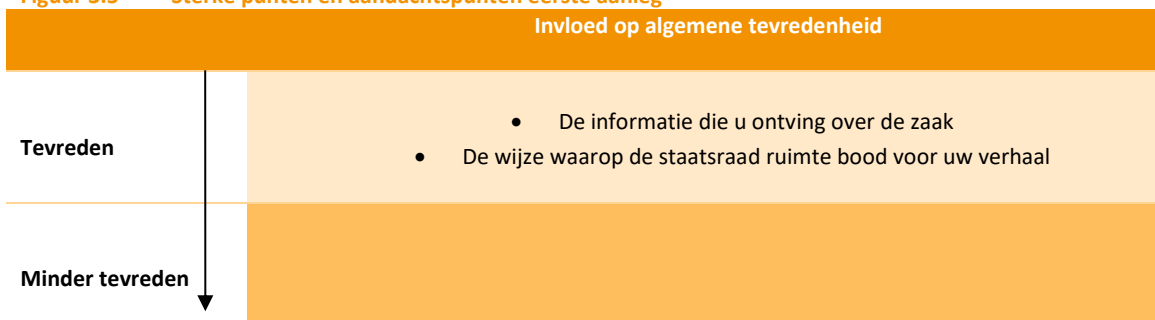 Invloed op algemene tevredenheid
Tevreden
• De informatie die u ontving over de zaak
• De wijze waarop de staatsraad ruimte bood voor uw verhaal
Minder tevreden